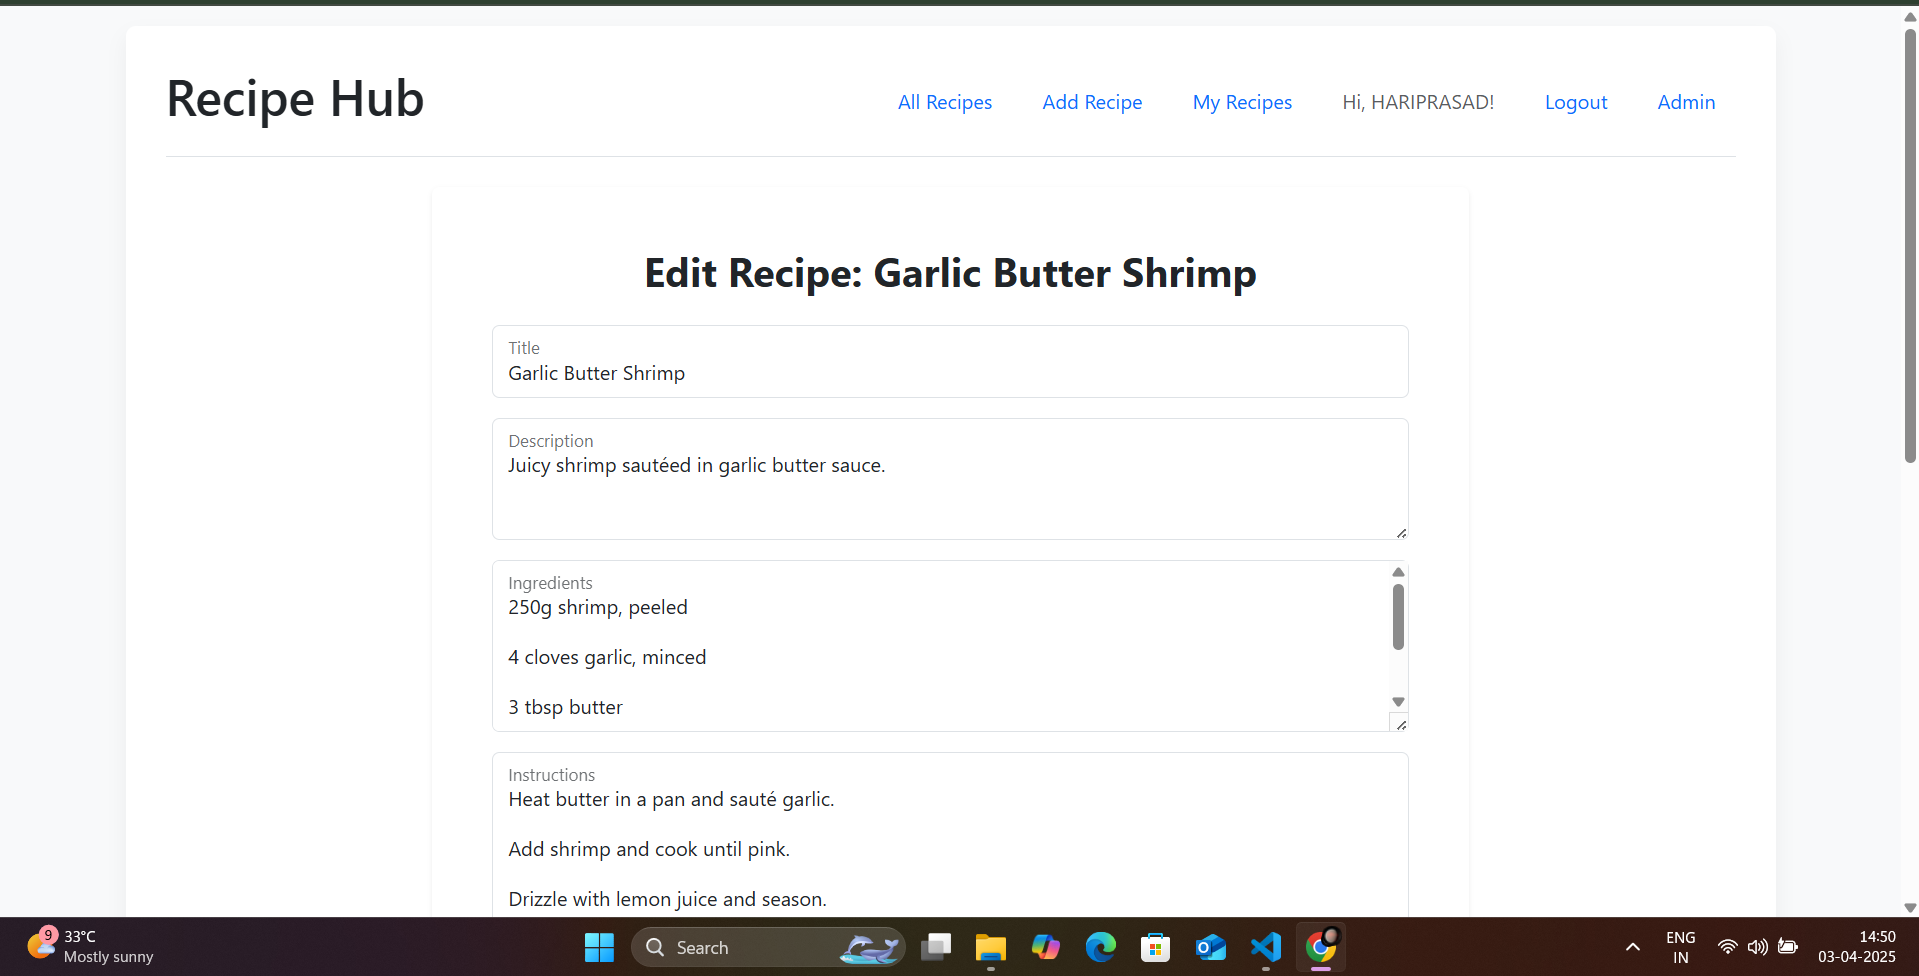 Recipe Hub
All Recipes Add Recipe My Recipes Hi, HARIPRASAD! Logout Admin
Edit Recipe: Garlic Butter Shrimp
Title
Garlic Butter Shrimp
Description
Juicy shrimp sautéed in garlic butter sauce.
Ingredients
250g shrimp, peeled
4 cloves garlic, minced
3 tbsp butter
Instructions
Heat butter in a pan and sauté garlic.
Add shrimp and cook until pink.
Drizzle with lemon juice and season.
9
33°C
Mostly sunny
Search
ENG
IN
14:50
03-04-2025